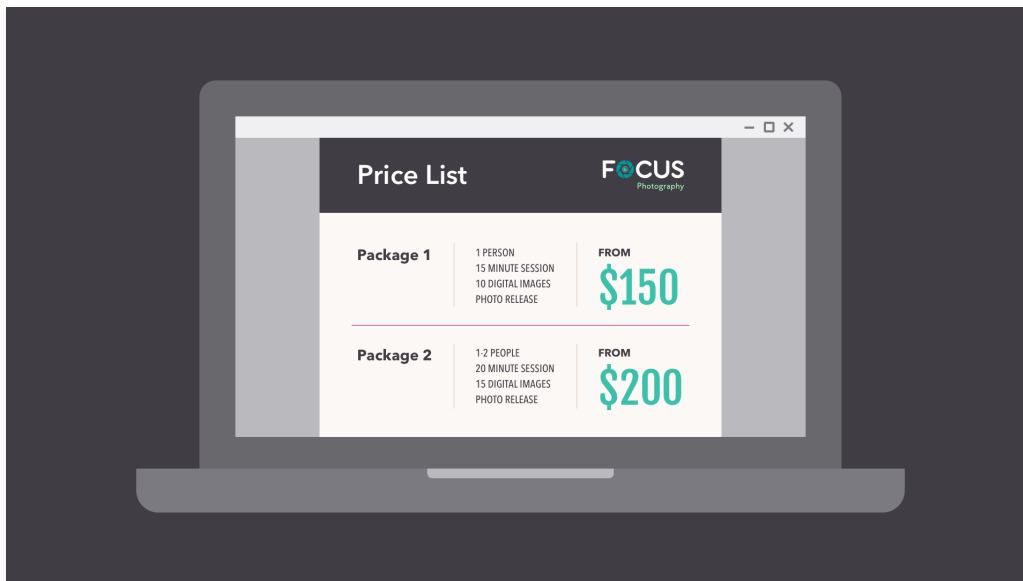 Price List
FOCUS
Photography
Package 1
1 PERSON
15 MINUTE SESSION
10 DIGITAL IMAGES
PHOTO RELEASE
FROM
$150
Package 2
1-2 PEOPLE
20 MINUTE SESSION
15 DIGITAL IMAGES
PHOTO RELEASE
FROM
$200